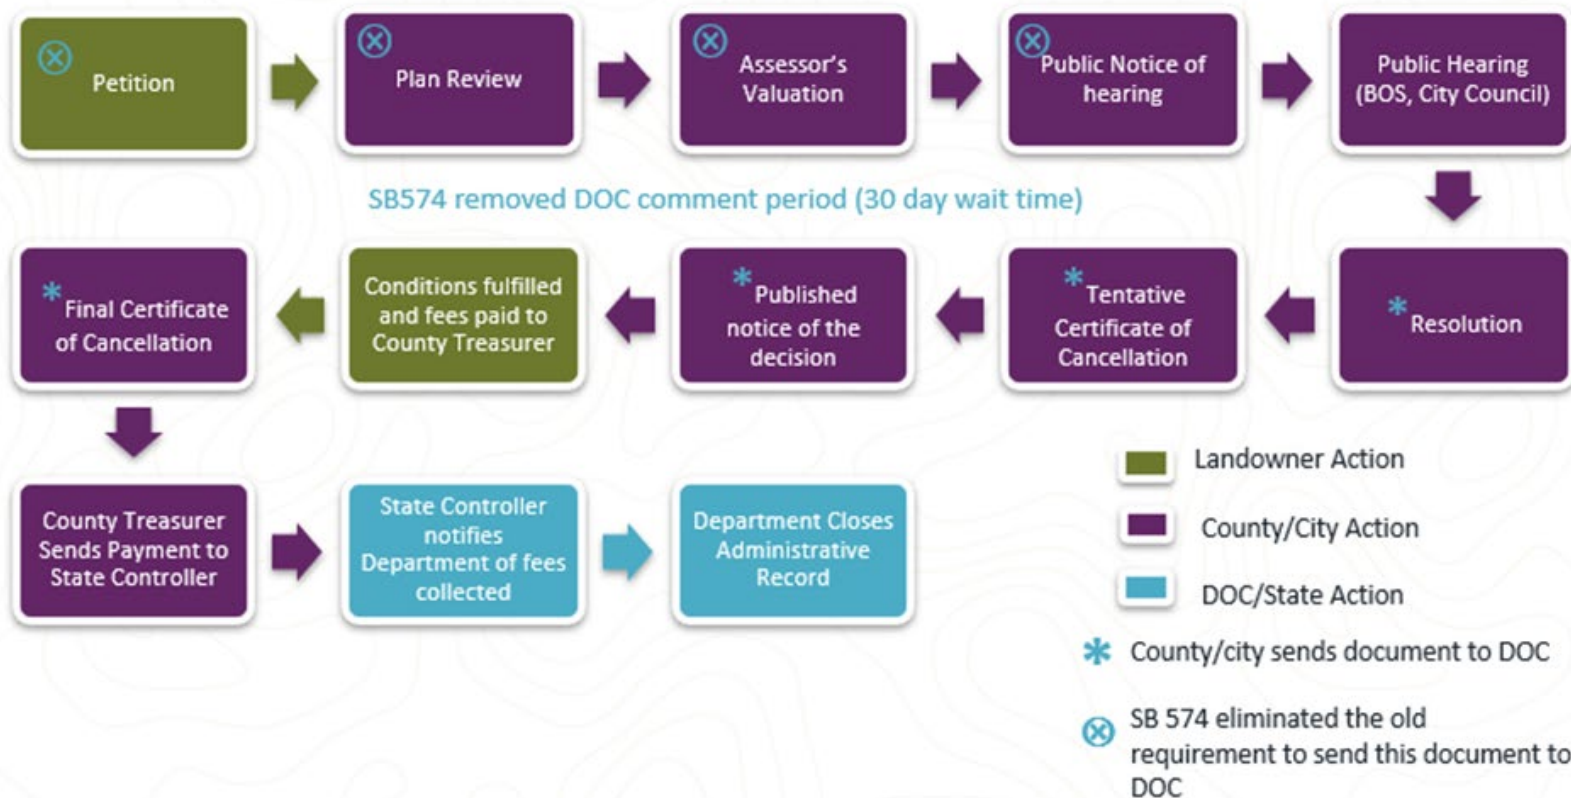 Petition
Plan Review
Assessor's
Valuation
Public Notice of
hearing
Public Hearing
(BOS, City Council)
SB574 removed DOC comment period (30 day wait time)
* Resolution
* Tentative
Certificate of
Cancellation
* Published
notice of the
decision
Conditions fulfilled
and fees paid to
County Treasurer
* Final Certificate
of Cancellation
County Treasurer
Sends Payment to
State Controller
State Controller
notifies
Department of fees
collected
Department Closes
Administrative
Record
Landowner Action
County/City Action
DOC/State Action
* County/city sends document to DOC
SB 574 eliminated the old
requirement to send this document to
DOC